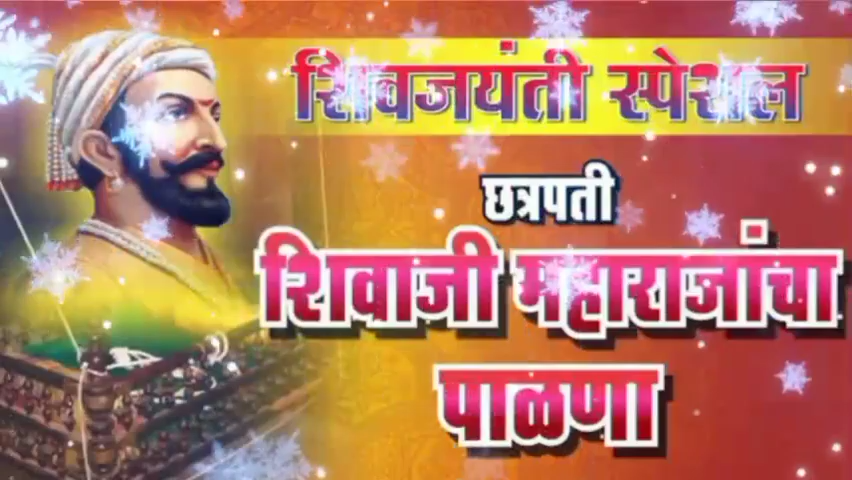 शिवजयंती स्पेशल
छत्रपती
शिवाजी महाराजांचा
पाळणा